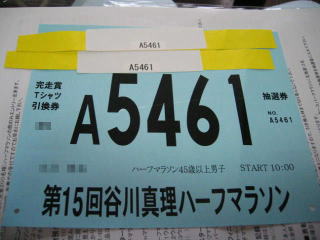 A5461
A5461
完走賞
Tシャツ
引換券
A5461
抽選券
NO.
A5461
ハーフマラソン45歳以上男子 START 10:00
第15回谷川真理ハーフマラソン